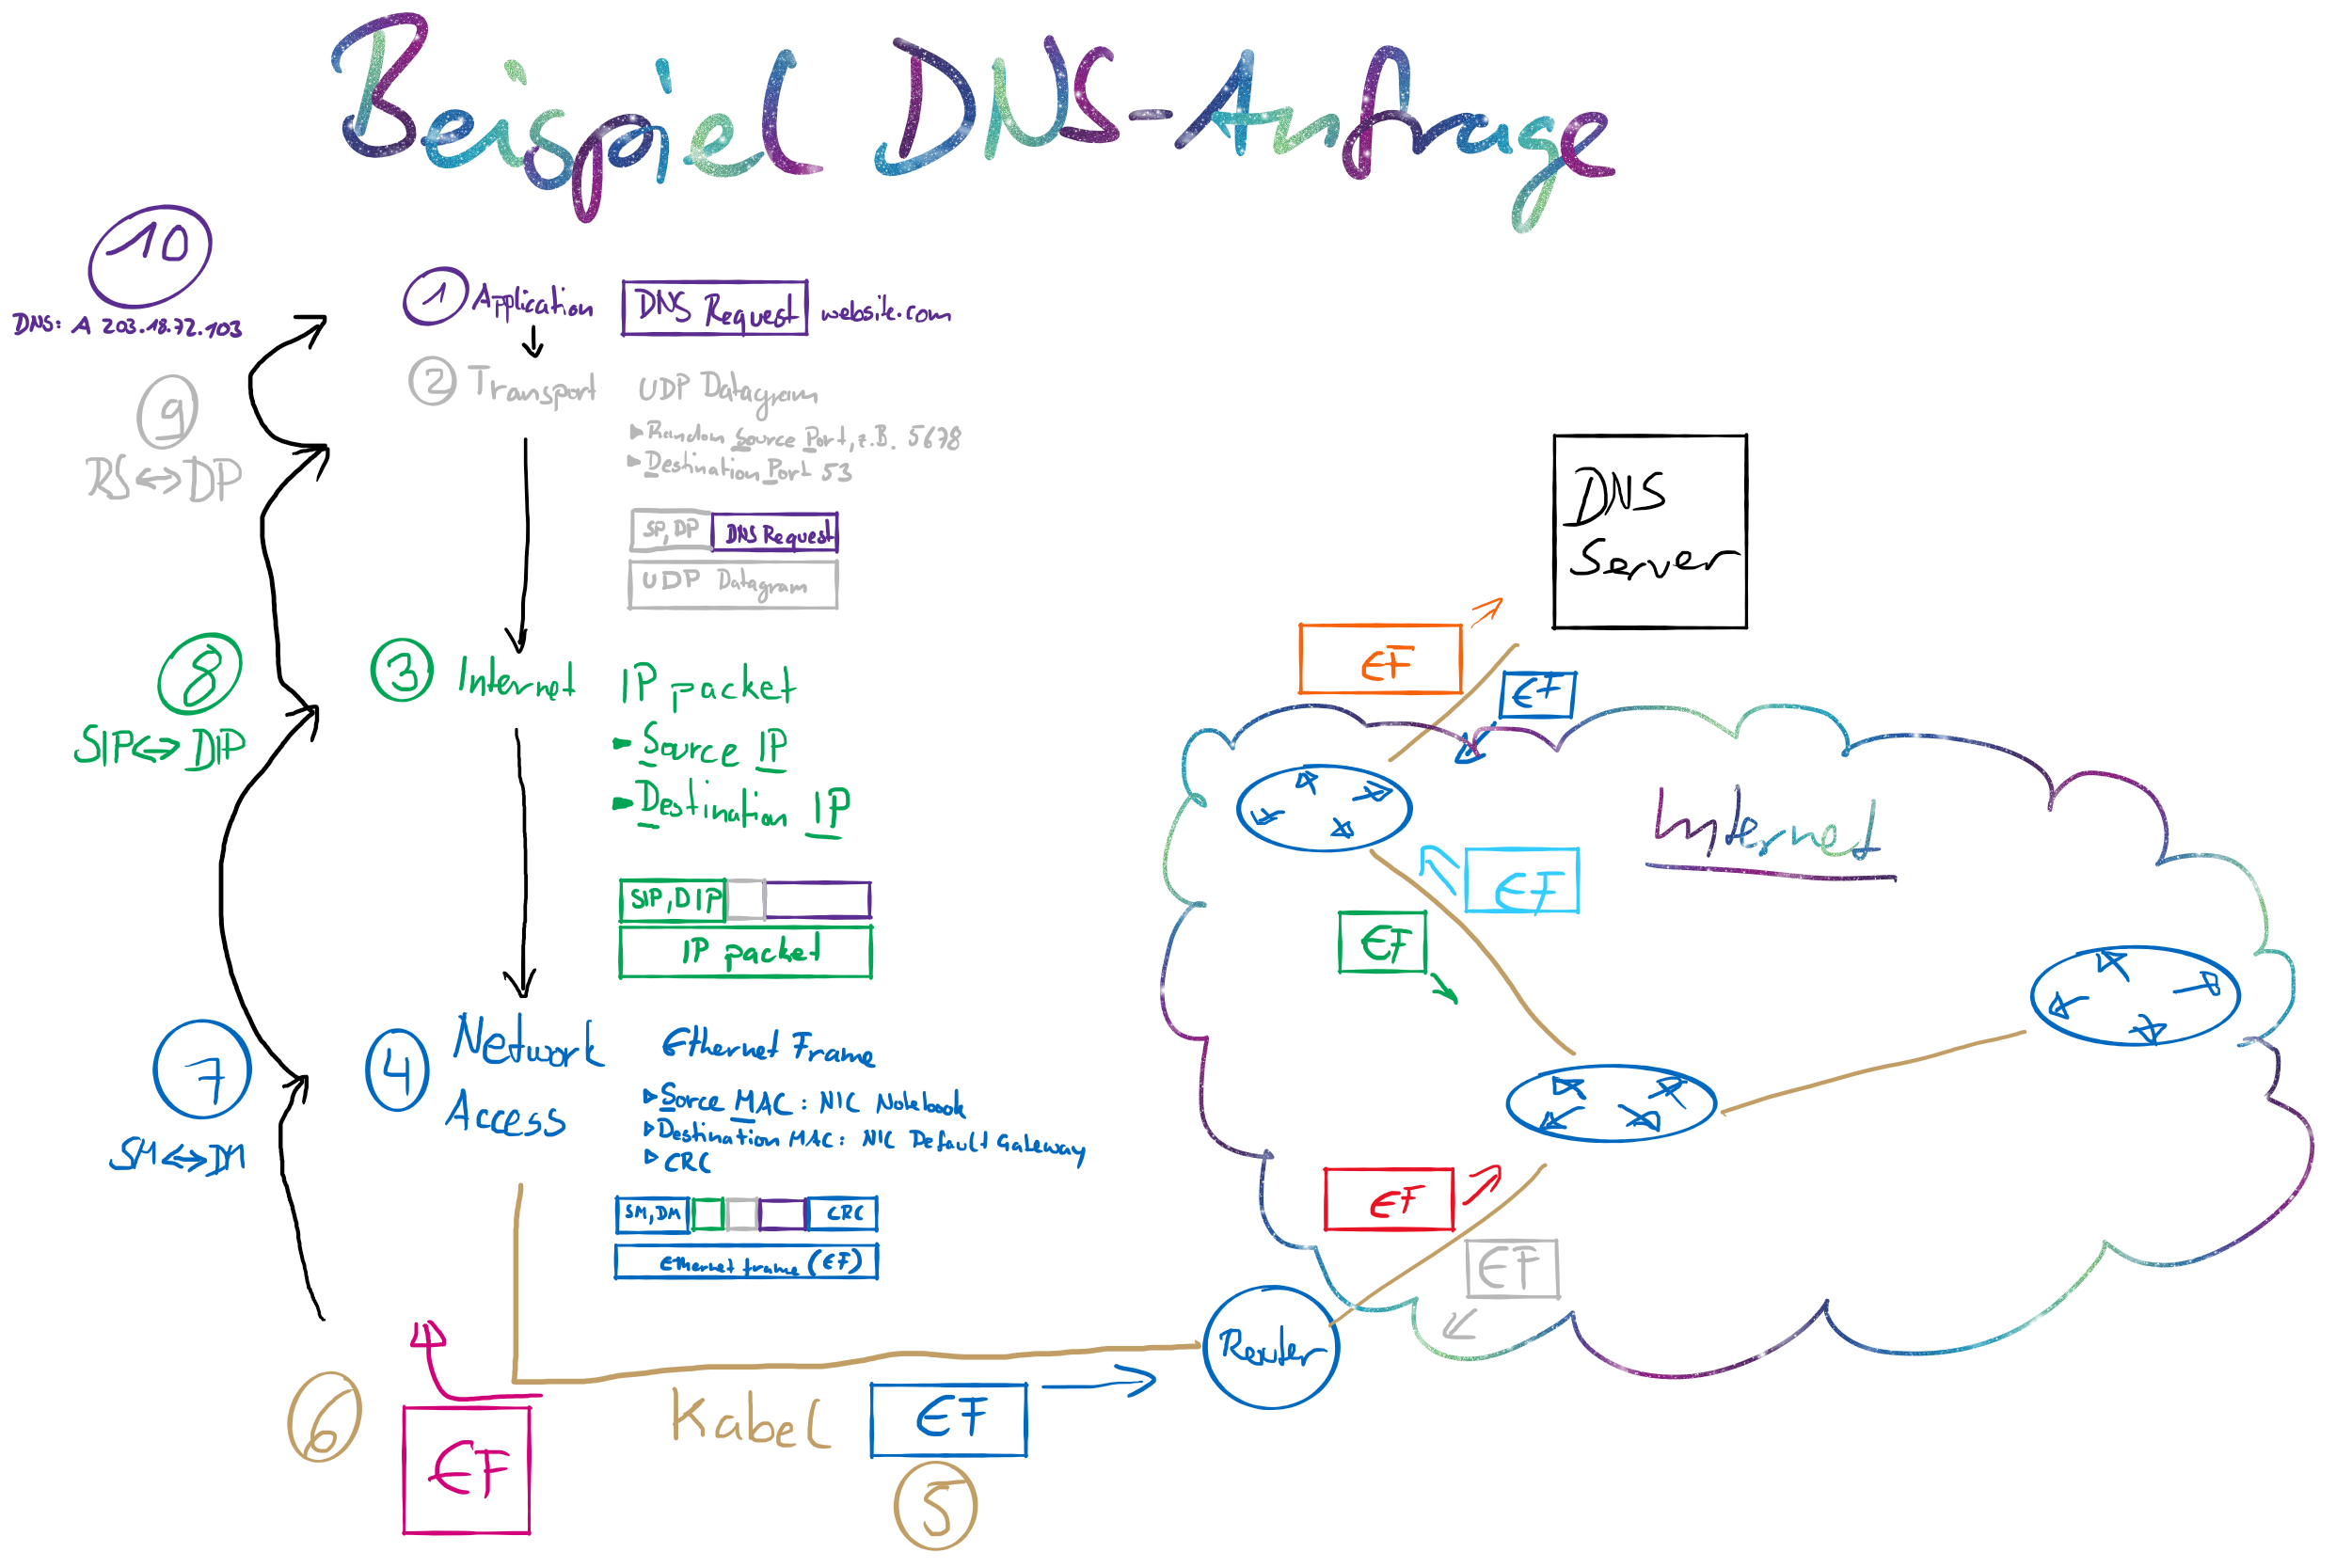 Beispiel DNS-Anfrage
10
DNS: A 203.18.72.103
9
RS ↔ DP
8
SIP ↔ DIP
7
SM ↔ DM
6
EF
1 Application
DNS Request website.com
2 Transport
UDP Datagram
Random Source Port, z.B. 5678
Destination Port 53
SP, DP DNS Request
UDP Datagram
3 Internet
IP packet
Source IP
Destination IP
SIP, DIP
IP packet
4 Network
Access
Ethernet Frame
Sorce MAC: NIC Notebook
Destination MAC: NIC Default Gateway
CRC
SM, DM CRC
Ethernet frame (EF)
Kabel
EF
5
Router
DNS
Server
EF
EF
Internet
EF
EF
EF
EF